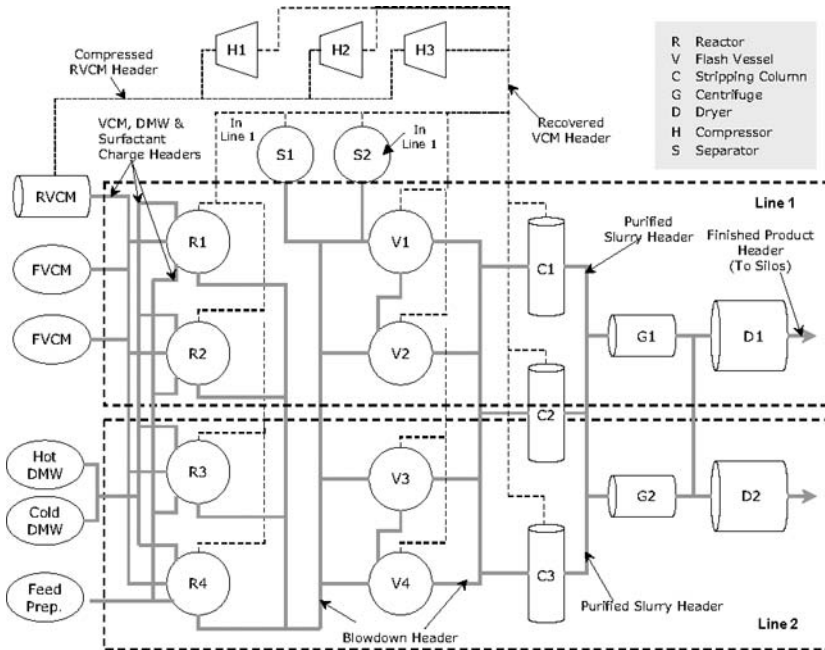 H1
H2
H3
Compressed
RVCM Header
R Reactor
V Flash Vessel
C Stripping Column
G Centrifuge
D Dryer
H Compressor
S Separator
VCM, DMW &
Surfactant
Charge Headers
In
Line 1
S1
S2
In
Line 1
Recovered
VCM Header
RVCM
Line 1
Purified
Slurry Header
Finished Product
Header
(To Silos)
R1
V1
C1
FVCM
FVCM
R2
V2
G1
D1
C2
Hot
DMW
R3
V3
G2
D2
Cold
DMW
R4
V4
C3
Feed
Prep.
Purified Slurry Header
Blowdown Header
Line 2